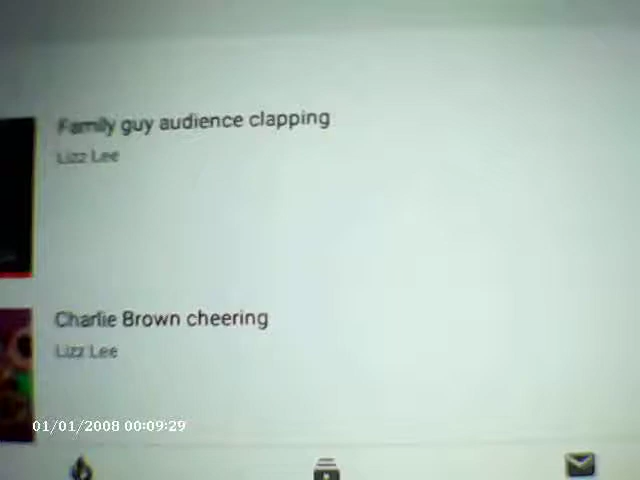 Family guy audience clapping
Lizz Lee
Charlie Brown cheering
Lizz Lee
01/01/2008 00:09:29